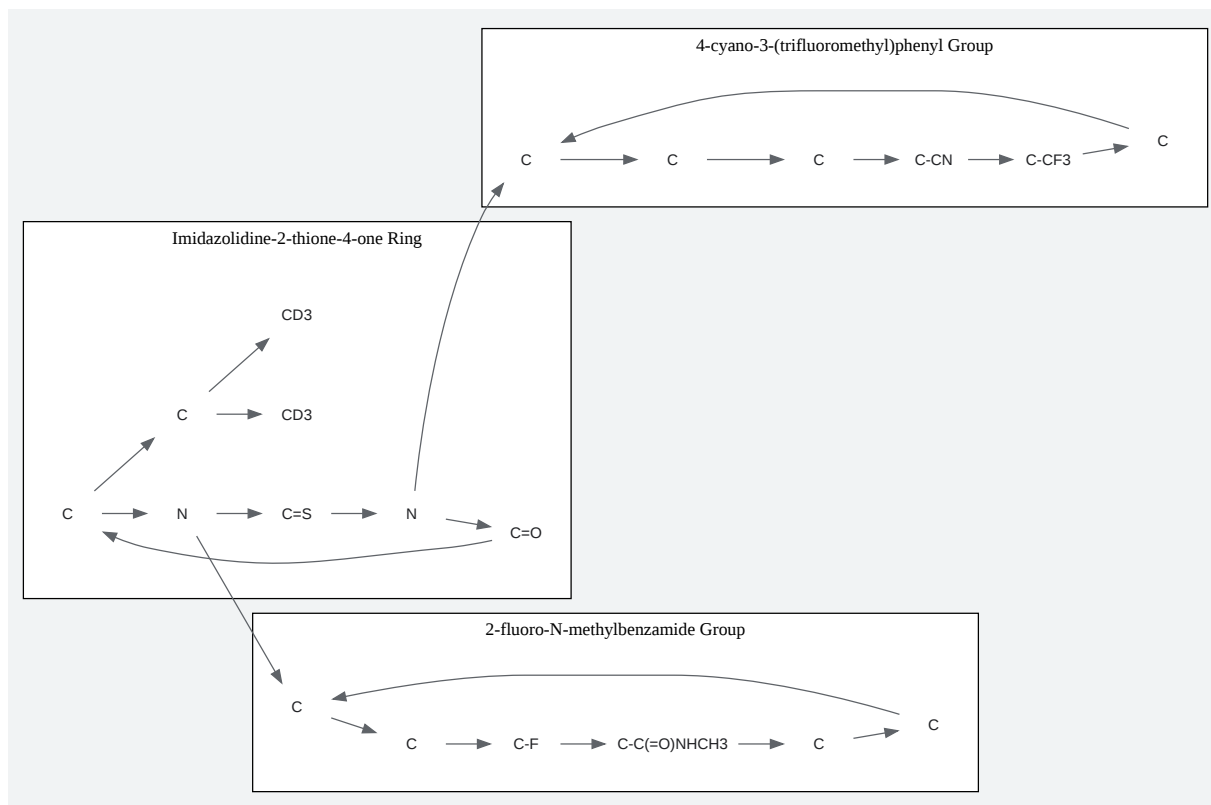 4-cyano-3-(trifluoromethyl)phenyl Group
C
C C C C-CN C-CF3
Imidazolidine-2-thione-4-one Ring
CD3
C CD3
C N C=S N
C=O
2-fluoro-N-methylbenzamide Group
C
C
C C-F C-C(=O)NHCH3 C